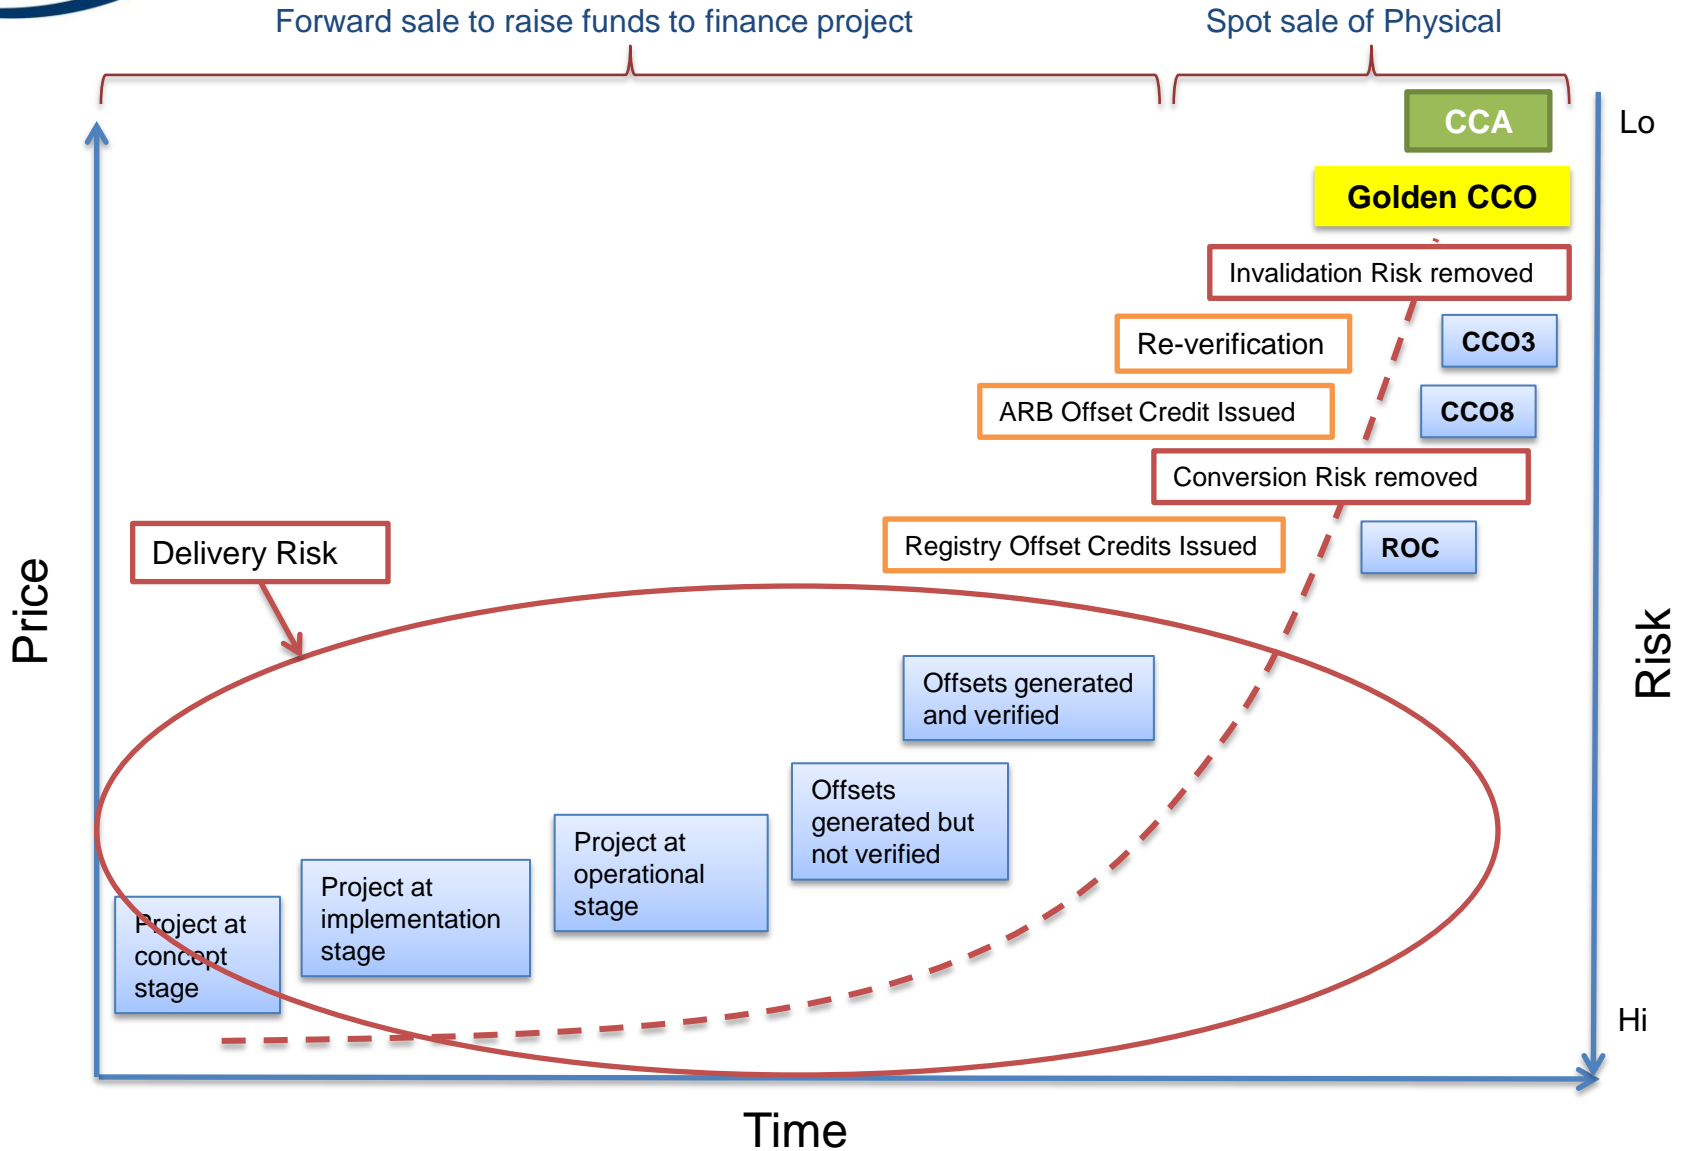 Forward sale to raise funds to finance project
Spot sale of Physical
CCA
Lo
Golden CCO
Invalidation Risk removed
Re-verification
CCO3
ARB Offset Credit Issued
CCO8
Conversion Risk removed
Registry Offset Credits Issued
ROC
Delivery Risk
Price
Risk
Offsets generated
and verified
Offsets
generated but
not verified
Project at
operational
stage
Project at
implementation
stage
Project at
concept
stage
Hi
Time